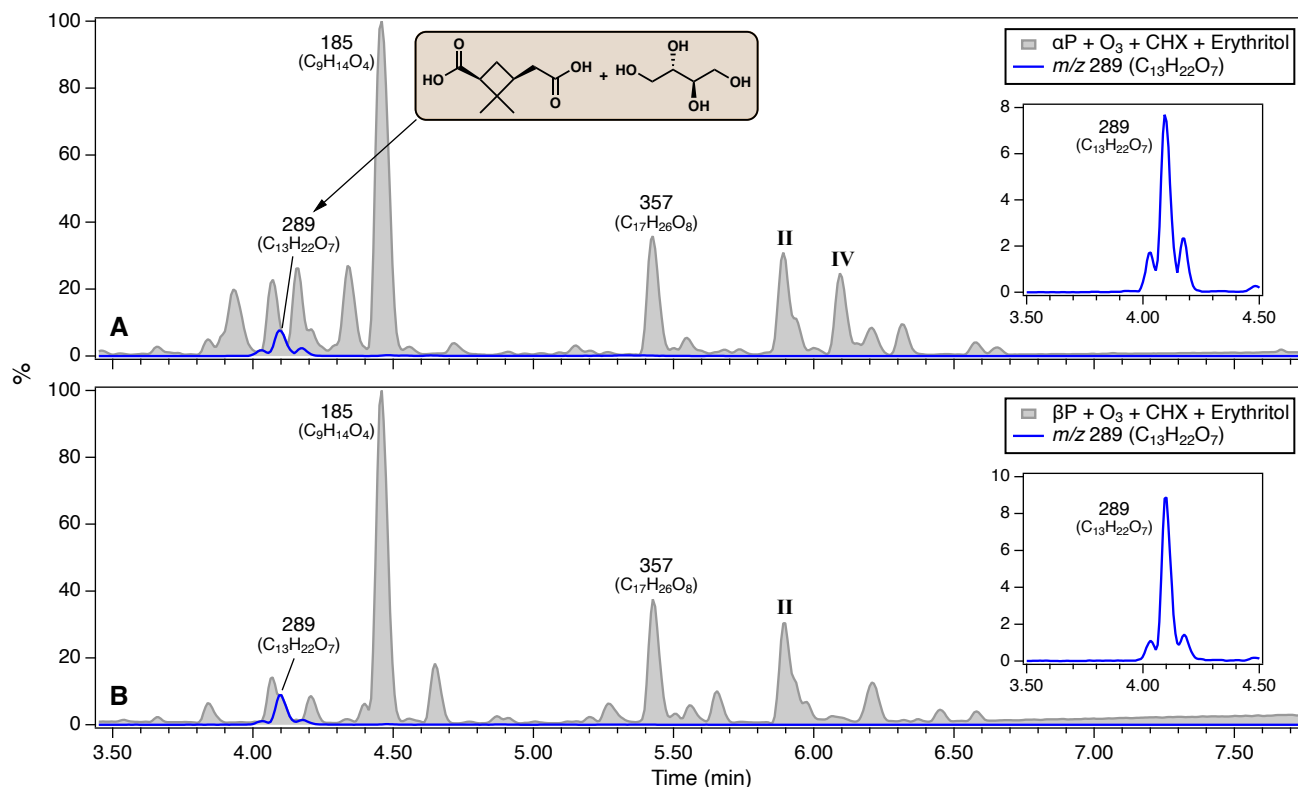 %
100
80
60
40
20
0
A
185
(C₉H₁₄O₄)
289
(C₁₃H₂₂O₇)
357
(C₁₇H₂₆O₈)
II
IV
O
HO
OH
O
+
OH
HO
OH
OH
αP + O₃ + CHX + Erythritol
m/z 289 (C₁₃H₂₂O₇)
8
6
4
2
0
289
(C₁₃H₂₂O₇)
3.50 4.00 4.50
100
80
60
40
20
0
B
185
(C₉H₁₄O₄)
289
(C₁₃H₂₂O₇)
357
(C₁₇H₂₆O₈)
II
βP + O₃ + CHX + Erythritol
m/z 289 (C₁₃H₂₂O₇)
10
8
6
4
2
0
289
(C₁₃H₂₂O₇)
3.50 4.00 4.50
3.50 4.00 4.50 5.00 5.50 6.00 6.50 7.00 7.50
Time (min)